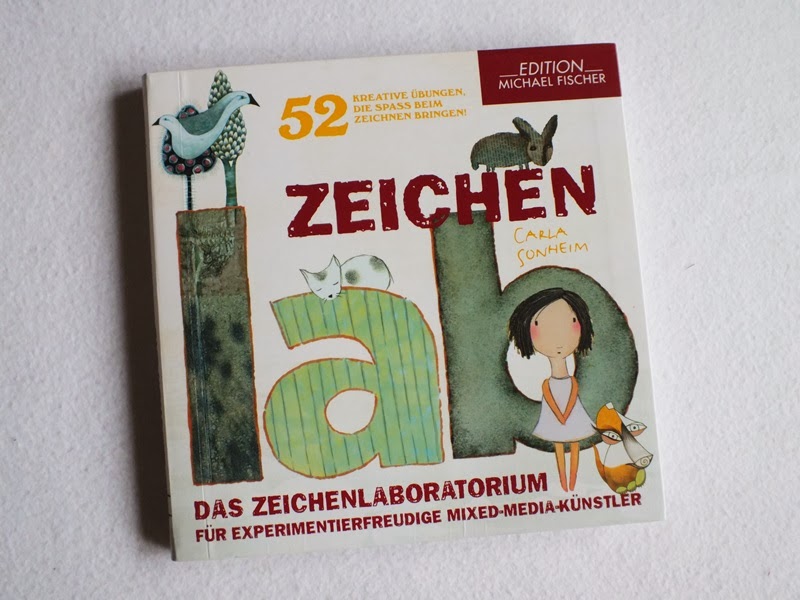 EDITION
MICHAEL FISCHER
52
KREATIVE ÜBUNGEN,
DIE SPASS BEIM
ZEICHNEN BRINGEN!
ZEICHEN
CARLA
SONHEIM
lab
DAS ZEICHENLABORATORIUM
FÜR EXPERIMENTIERFREUDIGE MIXED-MEDIA-KÜNSTLER